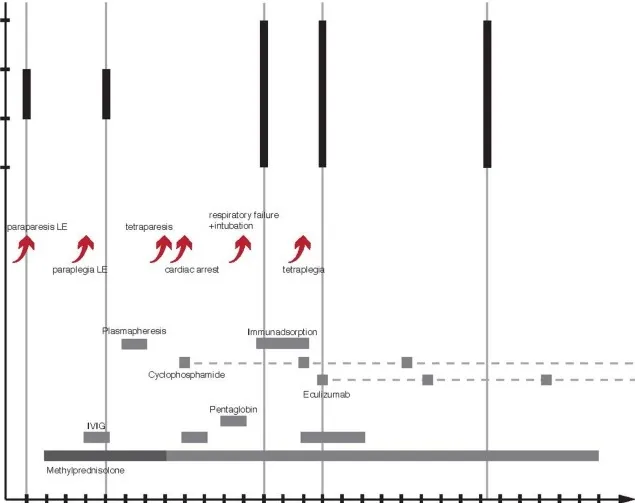 respiratory failure
+intubation
paraparesis LE
tetraparesis
paraplegia LE
cardiac arrest
tetraplegia
Plasmapheresis
Immunadsorption
Cyclophosphamide
Eculizumab
Pentaglobin
IVIG
Methylprednisolone